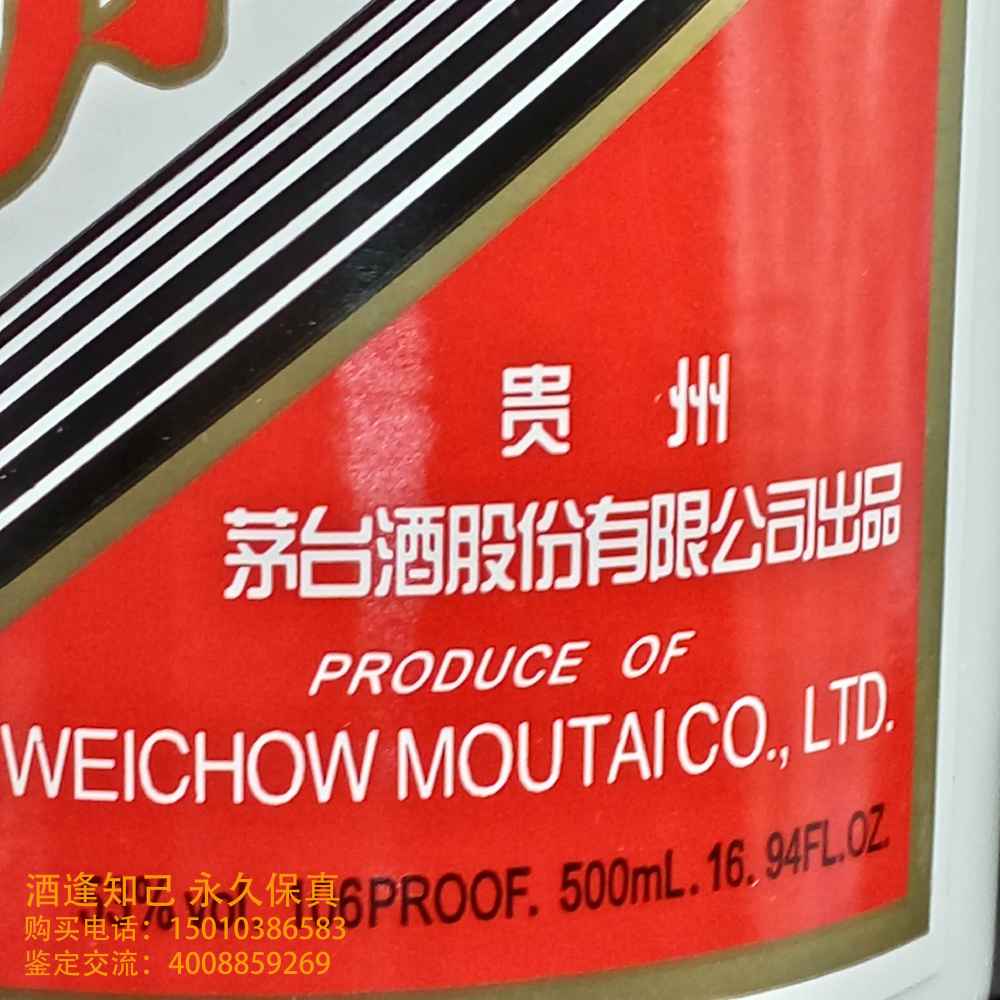 贵 州
茅台酒股份有限公司出品
PRODUCE OF
WEICHOW MOUTAI CO., LTD.
106PROOF. 500mL. 16.94FL.OZ.
酒逢知己 永久保真
购买电话：15010386583
鉴定交流：4008859269